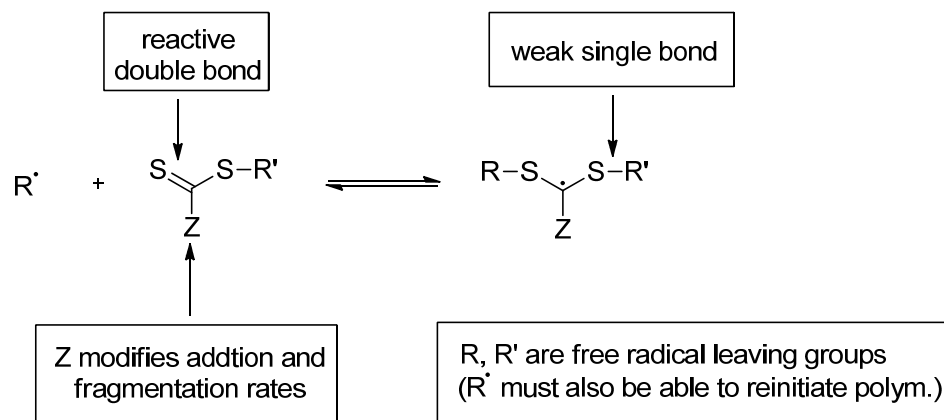 reactive
double bond
weak single bond
R• + S S–R' Z
R–S • S–R' Z
Z modifies addtion and
fragmentation rates
R, R' are free radical leaving groups
(R• must also be able to reinitiate polym.)